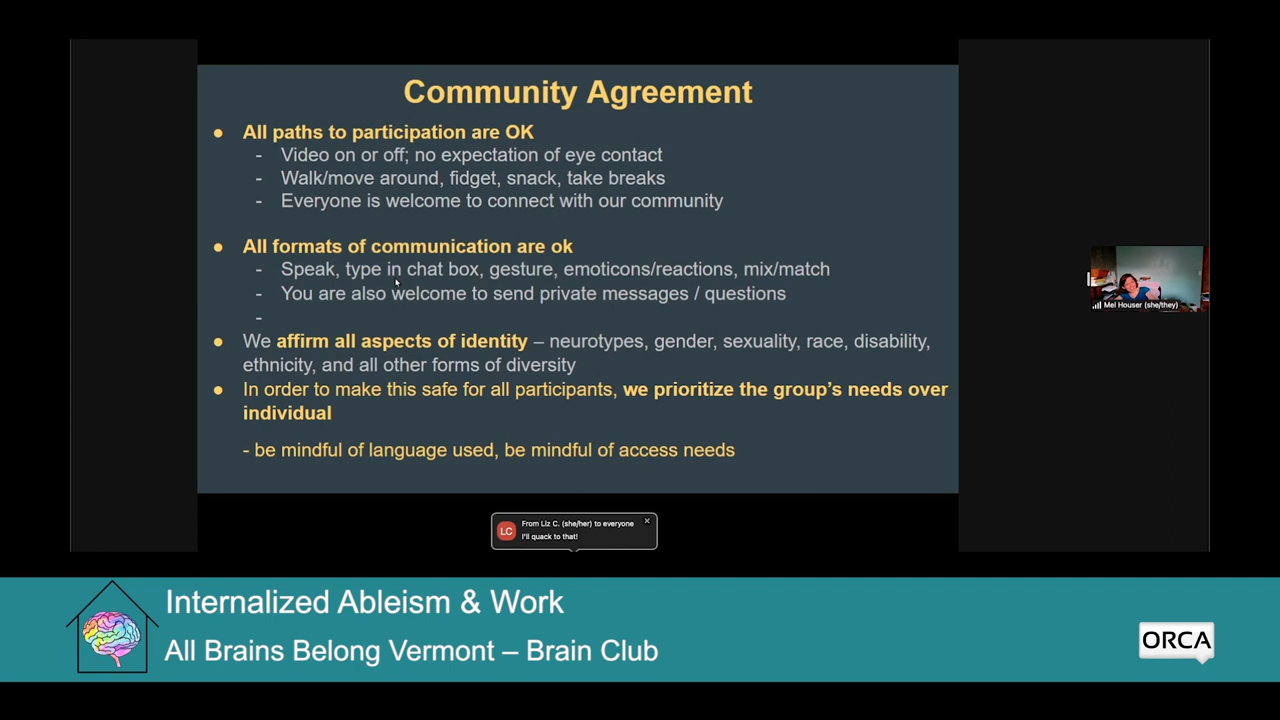 Community Agreement
● All paths to participation are OK
- Video on or off; no expectation of eye contact
- Walk/move around, fidget, snack, take breaks
- Everyone is welcome to connect with our community
● All formats of communication are ok
- Speak, type in chat box, gesture, emoticons/reactions, mix/match
- You are also welcome to send private messages / questions
-
● We affirm all aspects of identity – neurotypes, gender, sexuality, race, disability,
ethnicity, and all other forms of diversity
● In order to make this safe for all participants, we prioritize the group's needs over
individual
- be mindful of language used, be mindful of access needs
Mel Houser (she/they)
LC
From Liz C. (she/her) to everyone
I'll quack to that!
Internalized Ableism & Work
All Brains Belong Vermont – Brain Club
ORCA